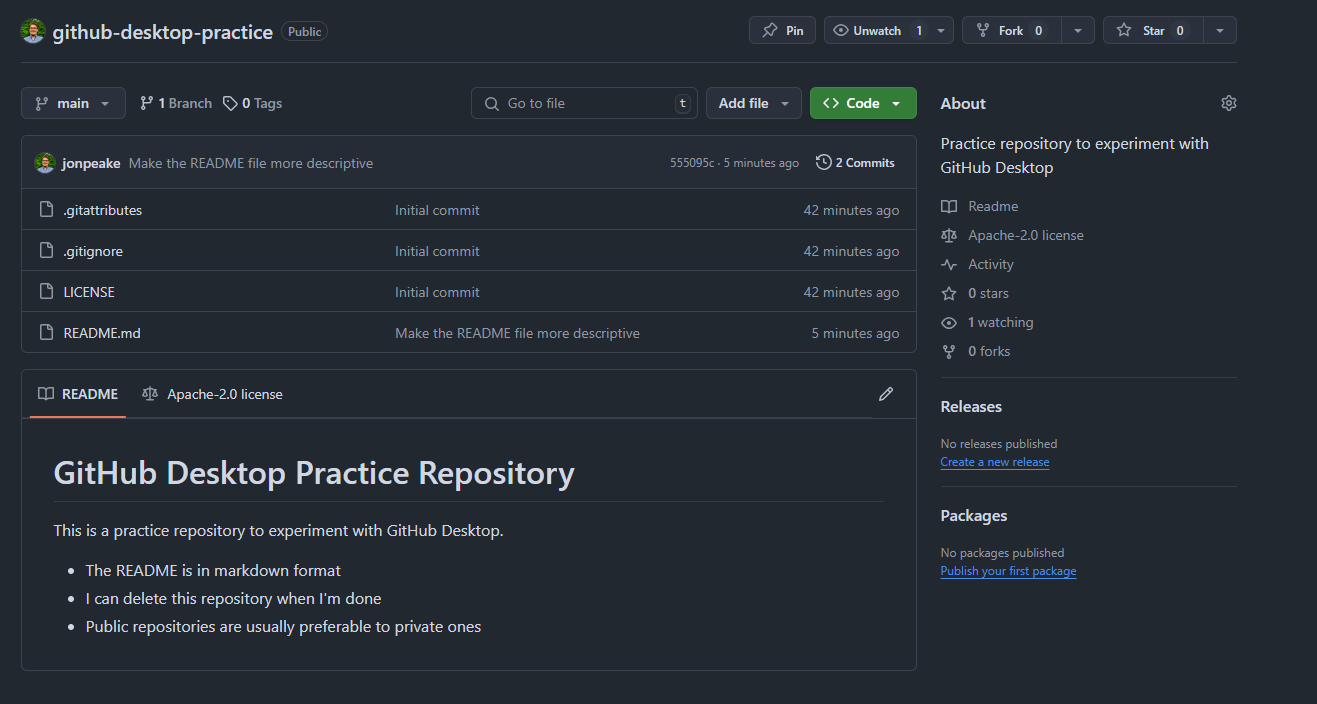 github-desktop-practice Public Pin Unwatch 1 Fork 0 Star 0
main 1 Branch 0 Tags Go to file t Add file Code
jonpeake Make the README file more descriptive 555095c · 5 minutes ago 2 Commits
.gitattributes Initial commit 42 minutes ago
.gitignore Initial commit 42 minutes ago
LICENSE Initial commit 42 minutes ago
README.md Make the README file more descriptive 5 minutes ago
README Apache-2.0 license
GitHub Desktop Practice Repository
This is a practice repository to experiment with GitHub Desktop.
The README is in markdown format
I can delete this repository when I'm done
Public repositories are usually preferable to private ones
About
Practice repository to experiment with
GitHub Desktop
Readme
Apache-2.0 license
Activity
0 stars
1 watching
0 forks
Releases
No releases published
Create a new release
Packages
No packages published
Publish your first package